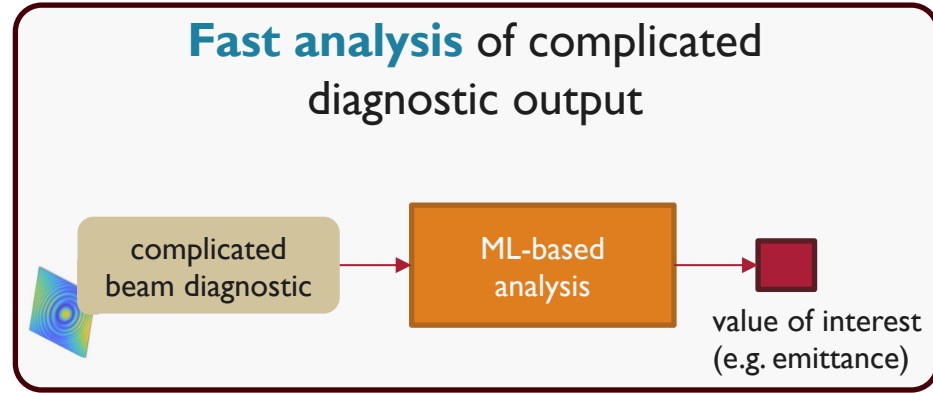 Fast analysis of complicated
diagnostic output
complicated
beam diagnostic
ML-based
analysis
value of interest
(e.g. emittance)